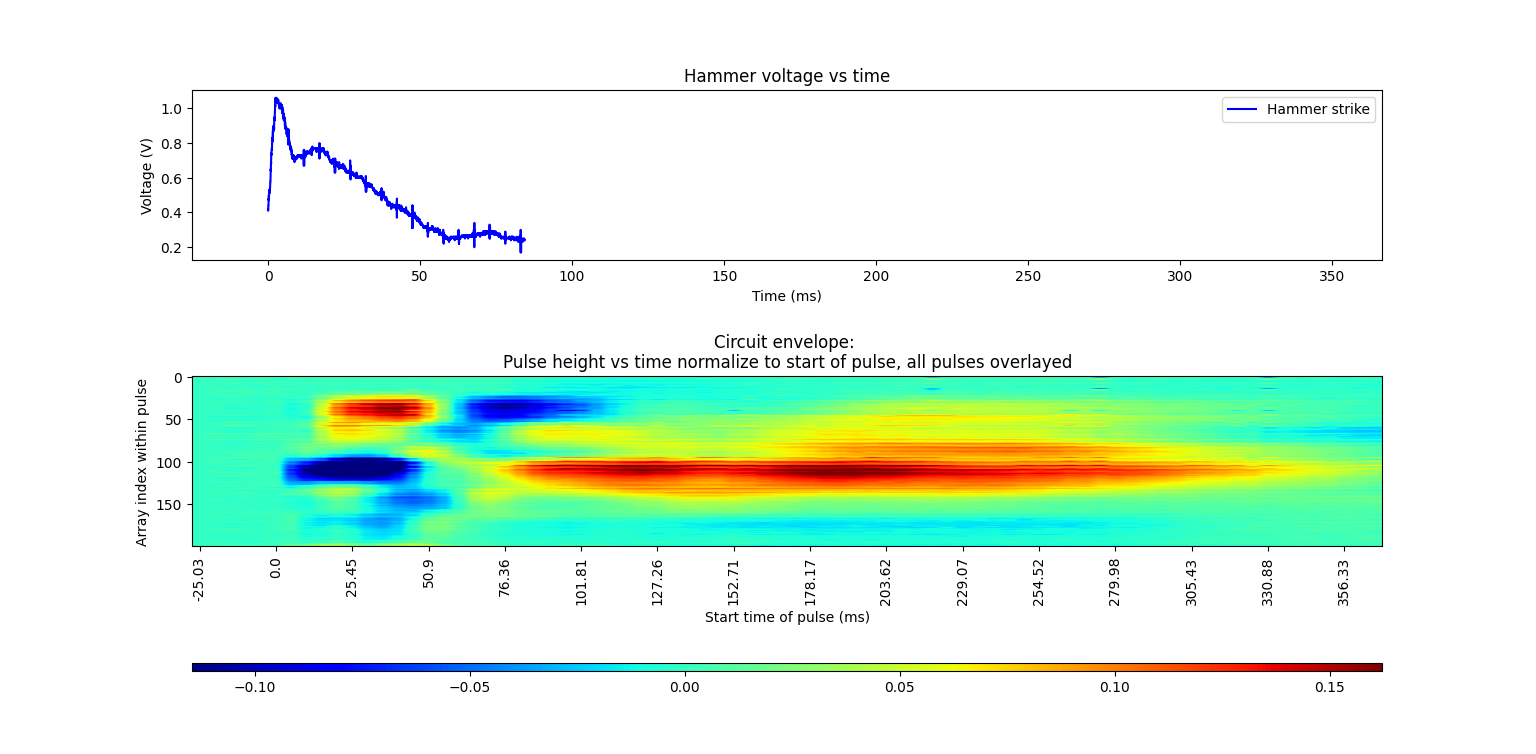 Hammer voltage vs time
Hammer strike
Voltage (V)
1.0
0.8
0.6
0.4
0.2
0 50 100 150 200 250 300 350
Time (ms)
Circuit envelope:
Pulse height vs time normalize to start of pulse, all pulses overlayed
Array index within pulse
0
50
100
150
-25.03 0.0 25.45 50.9 76.36 101.81 127.26 152.71 178.17 203.62 229.07 254.52 279.98 305.43 330.88 356.33
Start time of pulse (ms)
−0.10 −0.05 0.00 0.05 0.10 0.15